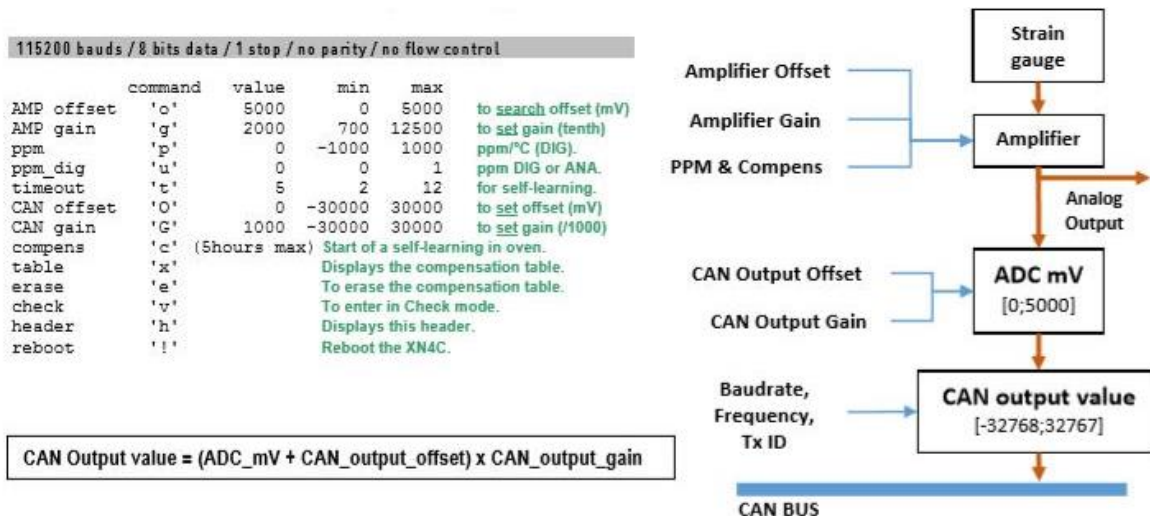 115200 bauds / 8 bits data / 1 stop / no parity / no flow control
command value min max
AMP offset 'o' 5000 0 5000 to search offset (mV)
AMP gain 'g' 2000 700 12500 to set gain (tenth)
ppm 'p' 0 -1000 1000 ppm/°C (DIG).
ppm_dig 'u' 0 0 1 ppm DIG or ANA.
timeout 't' 5 2 12 for self-learning.
CAN offset 'O' 0 -30000 30000 to set offset (mV)
CAN gain 'G' 1000 -30000 30000 to set gain (/1000)
compens 'c' (5hours max) Start of a self-learning in oven.
table 'x' Displays the compensation table.
erase 'e' To erase the compensation table.
check 'v' To enter in Check mode.
header 'h' Displays this header.
reboot '!' Reboot the XN4C.
CAN Output value = (ADC_mV + CAN_output_offset) x CAN_output_gain
Strain
gauge
Amplifier Offset
Amplifier Gain
PPM & Compens
Amplifier
Analog
Output
CAN Output Offset
CAN Output Gain
ADC mV
[0;5000]
Baudrate,
Frequency,
Tx ID
CAN output value
[-32768;32767]
CAN BUS